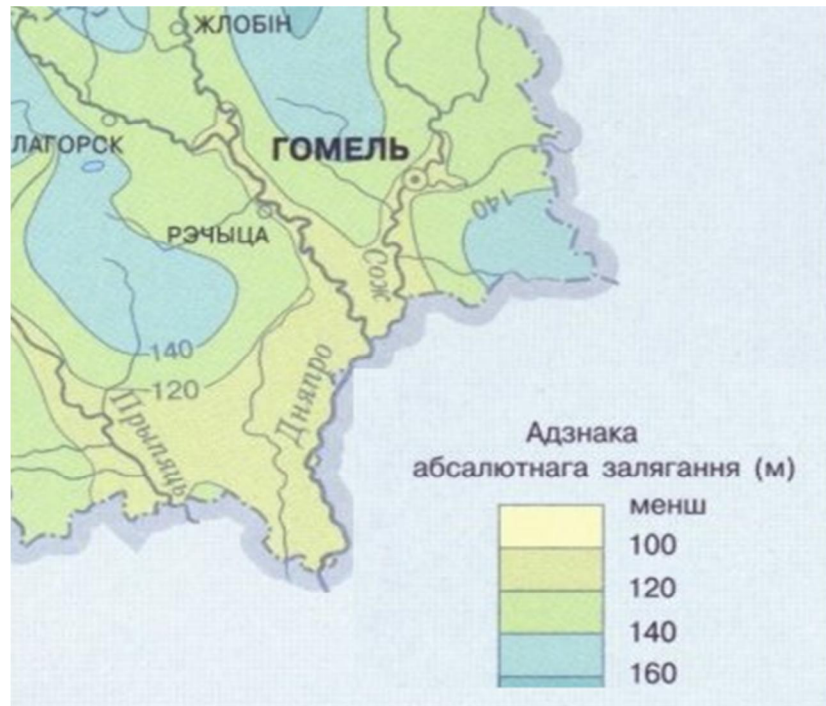 ЖЛОБІН
ЛАГОРСК
ГОМЕЛЬ
140
РЭЧЫЦА
Сож
140
120
Дняпро
Прыпяць
Адзнака
абсалютнага залягання (м)
менш
100
120
140
160